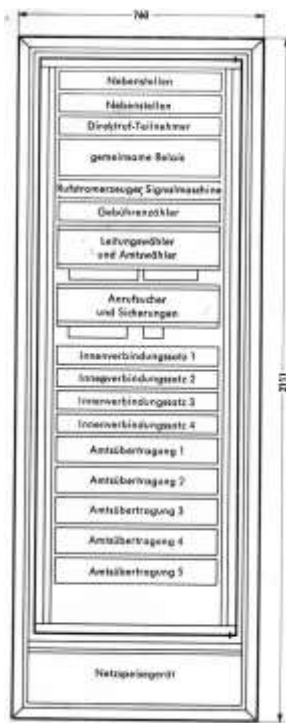 760
Nebenstellen
Nebenstellen
Direktruf-Teilnehmer
gemeinsame Relais
Rufstromerzeuger, Signalmaschine
Gebührenzähler
Leitungswähler
und Amtswähler
Anrufsucher
und Sicherungen
Innenverbindungssatz 1
Innenverbindungssatz 2
Innenverbindungssatz 3
Innenverbindungssatz 4
Amtsübertragung 1
Amtsübertragung 2
Amtsübertragung 3
Amtsübertragung 4
Amtsübertragung 5
Netzspeisegerät